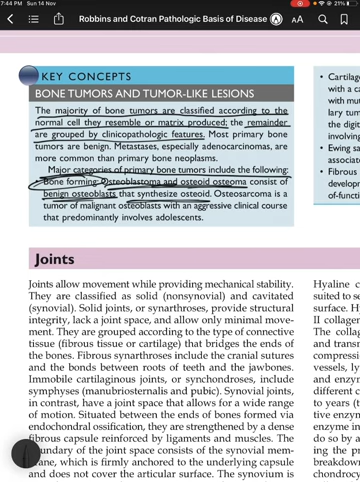 7:44 PM Sun 14 Nov
21%
Robbins and Cotran Pathologic Basis of Disease
AA
KEY CONCEPTS
BONE TUMORS AND TUMOR-LIKE LESIONS
The majority of bone tumors are classified according to the
normal cell they resemble or matrix produced; the remainder
are grouped by clinicopathologic features. Most primary bone
tumors are benign. Metastases, especially adenocarcinomas, are
more common than primary bone neoplasms.
Major categories of primary bone tumors include the following:
Bone forming: Osteoblastoma and osteoid osteoma consist of
benign osteoblasts that synthesize osteoid. Osteosarcoma is a
tumor of malignant osteoblasts with an aggressive clinical course
that predominantly involves adolescents.
• Cartilag
with a ca
with mut
lary tum
the digit
involving
• Ewing sa
associate
• Fibrous
developm
of-functi
Joints
Joints allow movement while providing mechanical stability.
They are classified as solid (nonsynovial) and cavitated
(synovial). Solid joints, or synarthroses, provide structural
integrity, lack a joint space, and allow only minimal move-
ment. They are grouped according to the type of connective
tissue (fibrous tissue or cartilage) that bridges the ends of
the bones. Fibrous synarthroses include the cranial sutures
and the bonds between roots of teeth and the jawbones.
Immobile cartilaginous joints, or synchondroses, include
symphyses (manubriosternalis and pubic). Synovial joints,
in contrast, have a joint space that allows for a wide range
of motion. Situated between the ends of bones formed via
endochondral ossification, they are strengthened by a dense
fibrous capsule reinforced by ligaments and muscles. The
boundary of the joint space consists of the synovial mem-
brane, which is firmly anchored to the underlying capsule
and does not cover the articular surface. The synovium is
Hyaline c
suited to se
surface. Hy
II collagen
The collag
and transm
compressi
vessels, ly
and enzym
different c
to years (t
tive enzym
enzyme in
do so by a
ing the pr
breakdow
chondrocy